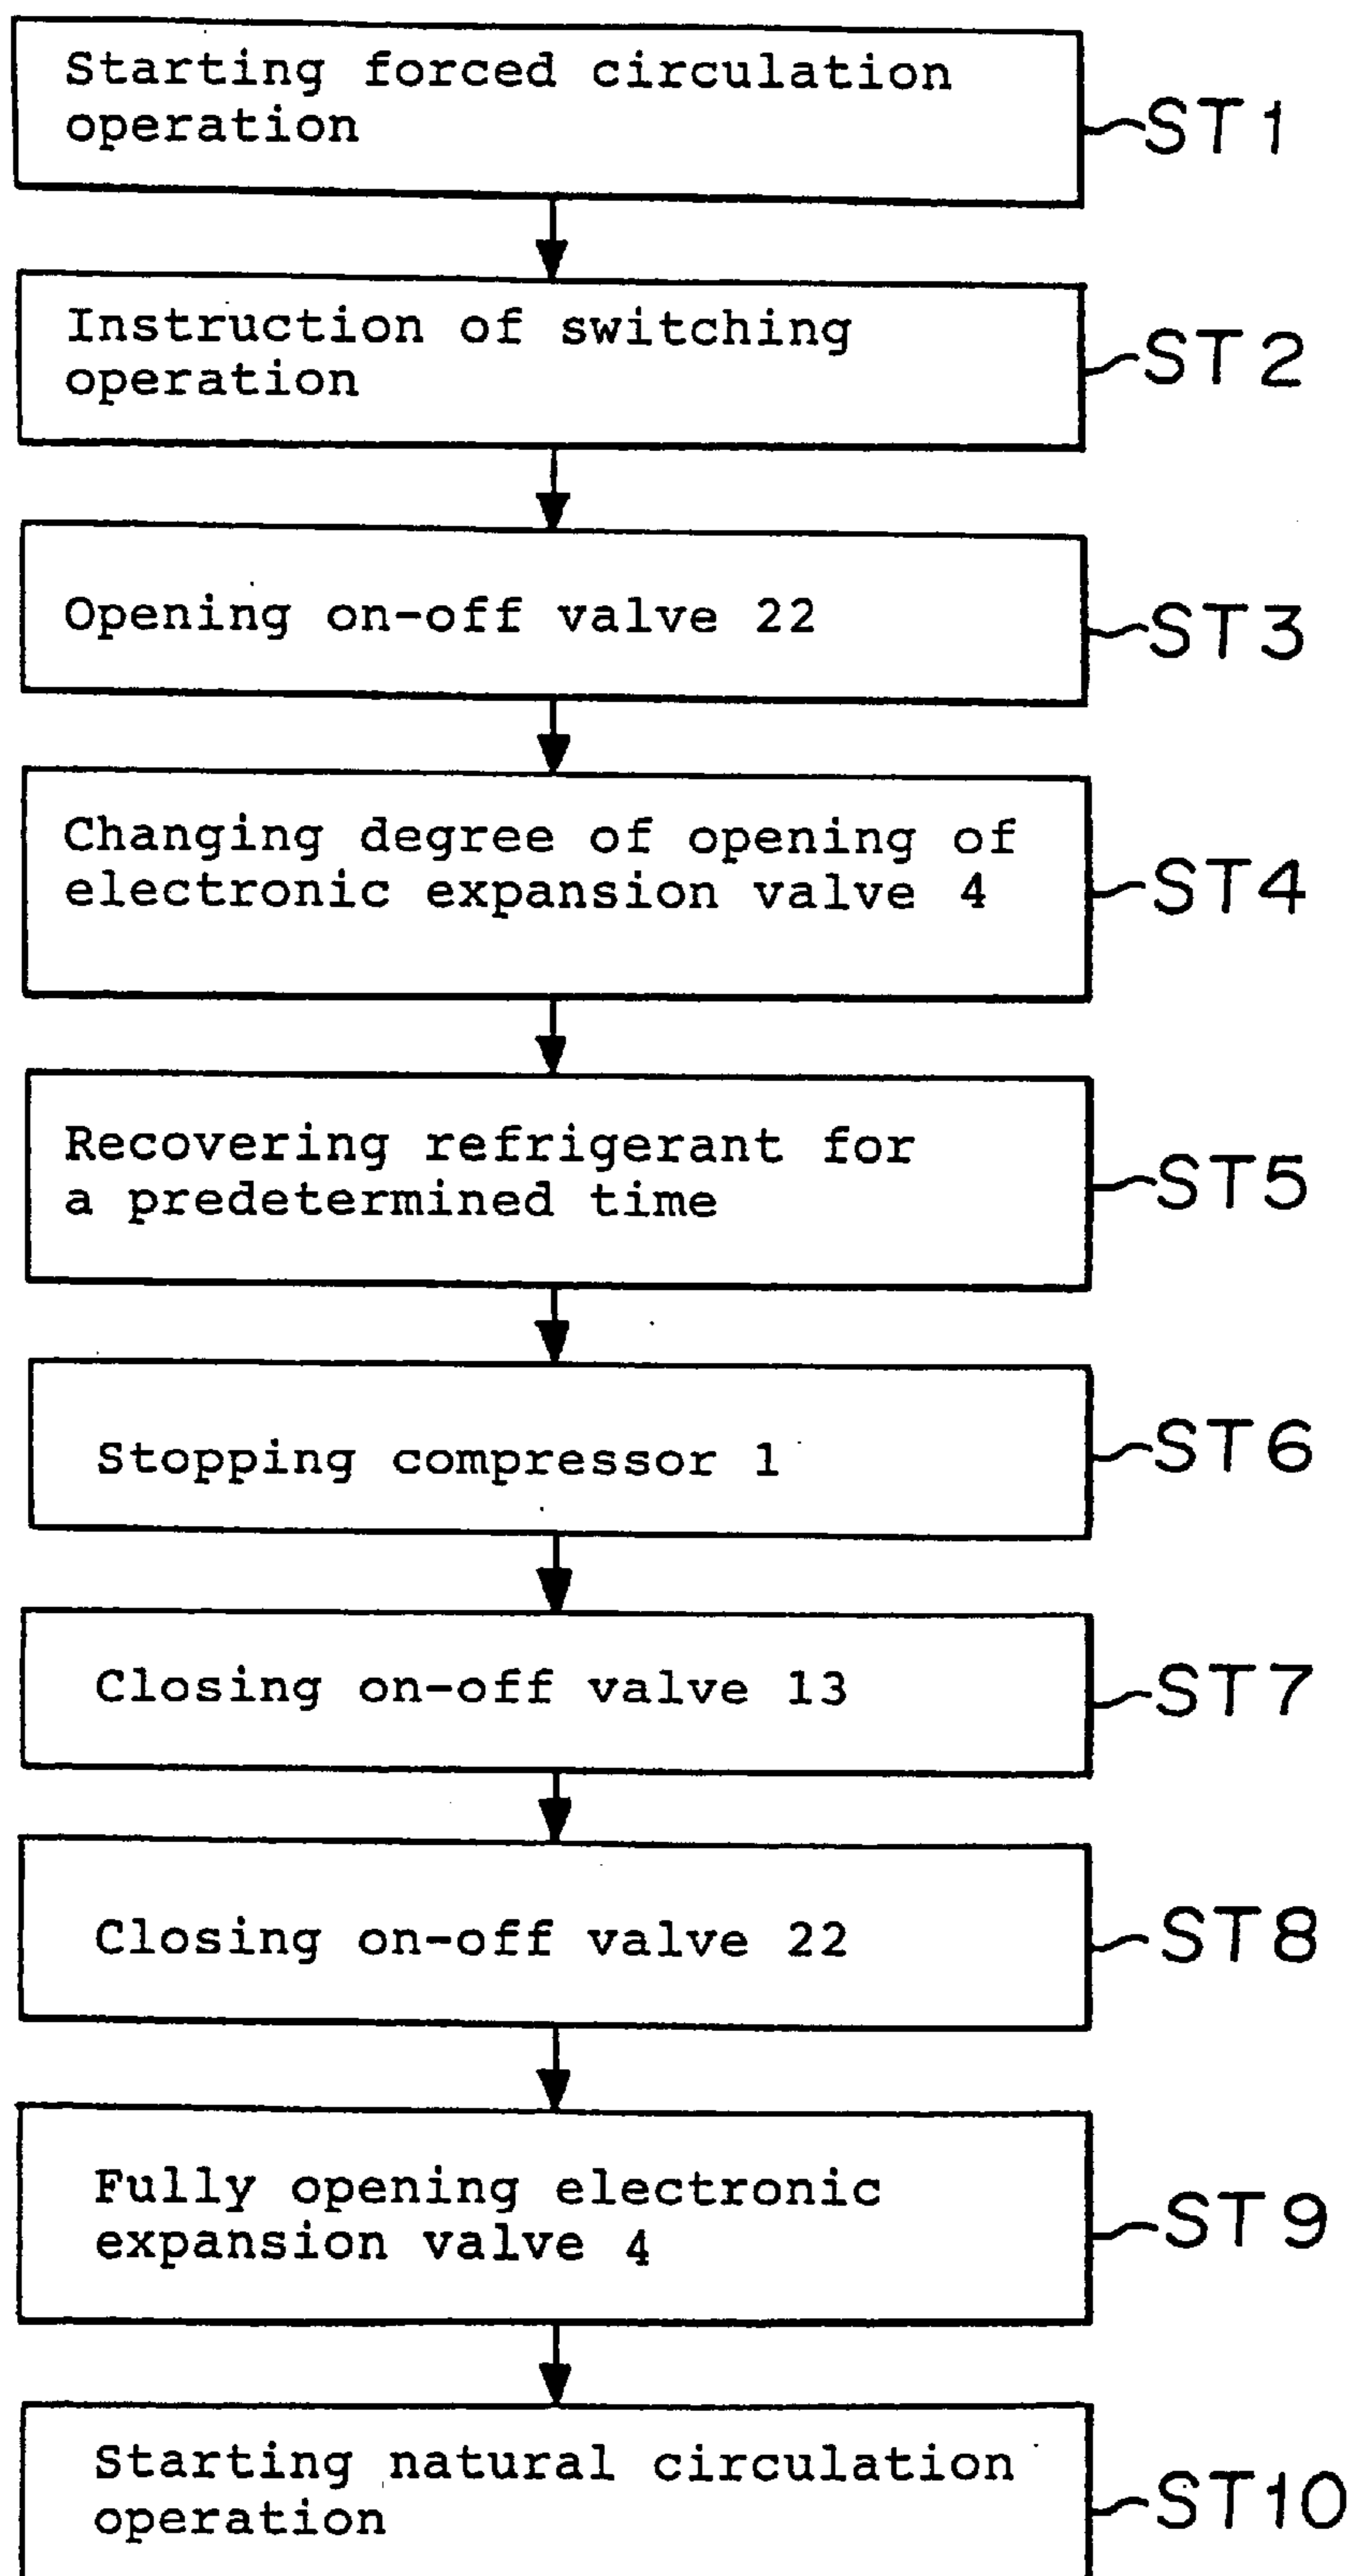 Starting forced circulation
operation
ST1
Instruction of switching
operation
ST2
Opening on-off valve 22
ST3
Changing degree of opening of
electronic expansion valve 4
ST4
Recovering refrigerant for
a predetermined time
ST5
Stopping compressor 1
ST6
Closing on-off valve 13
ST7
Closing on-off valve 22
ST8
Fully opening electronic
expansion valve 4
ST9
Starting natural circulation
operation
ST10